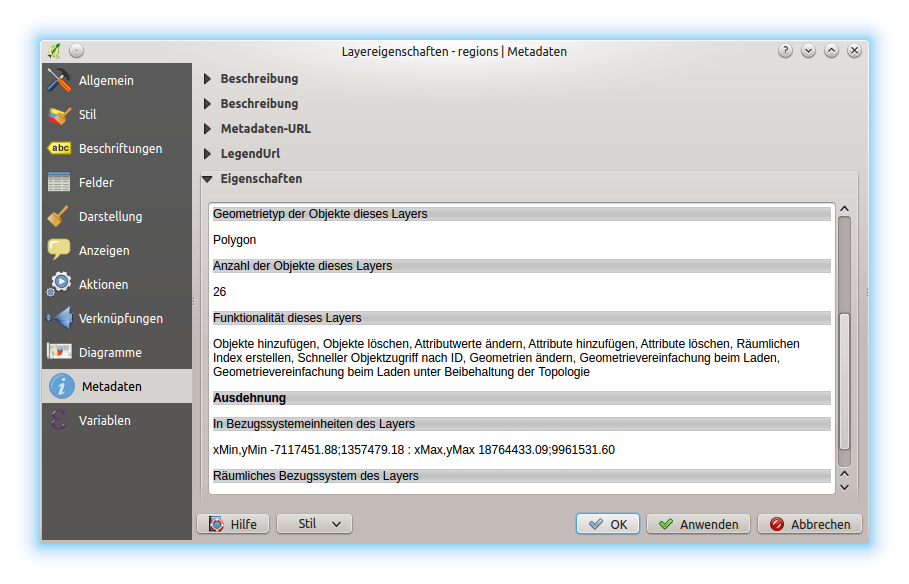 Layereigenschaften - regions | Metadaten
Allgemein
Stil
abc Beschriftungen
Felder
Darstellung
Anzeigen
Aktionen
Verknüpfungen
Diagramme
Metadaten
Variablen
Beschreibung
Beschreibung
Metadaten-URL
LegendUrl
Eigenschaften
Geometrietyp der Objekte dieses Layers
Polygon
Anzahl der Objekte dieses Layers
26
Funktionalität dieses Layers
Objekte hinzufügen, Objekte löschen, Attributwerte ändern, Attribute hinzufügen, Attribute löschen, Räumlichen
Index erstellen, Schneller Objektzugriff nach ID, Geometrien ändern, Geometrievereinfachung beim Laden,
Geometrievereinfachung beim Laden unter Beibehaltung der Topologie
Ausdehnung
In Bezugssystemeinheiten des Layers
xMin,yMin -7117451.88;1357479.18 : xMax,yMax 18764433.09;9961531.60
Räumliches Bezugssystem des Layers
Hilfe
Stil
OK
Anwenden
Abbrechen